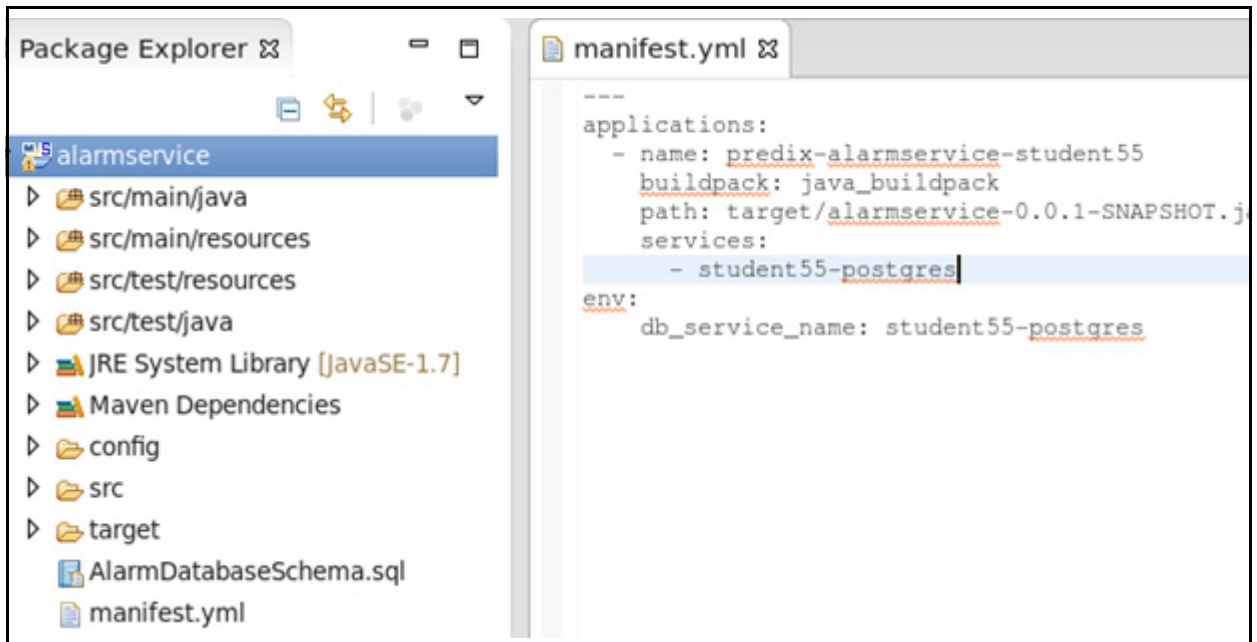 Package Explorer
alarmservice
src/main/java
src/main/resources
src/test/resources
src/test/java
JRE System Library [JavaSE-1.7]
Maven Dependencies
config
src
target
AlarmDatabaseSchema.sql
manifest.yml
manifest.yml
---
applications:
- name: predix-alarmservice-student55
buildpack: java_buildpack
path: target/alarmservice-0.0.1-SNAPSHOT.j
services:
- student55-postgres
env:
db_service_name: student55-postgres